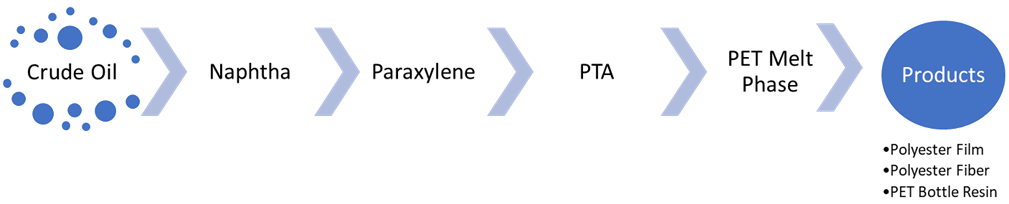 Crude Oil
Naphtha
Paraxylene
PTA
PET Melt
Phase
Products
•Polyester Film
•Polyester Fiber
•PET Bottle Resin